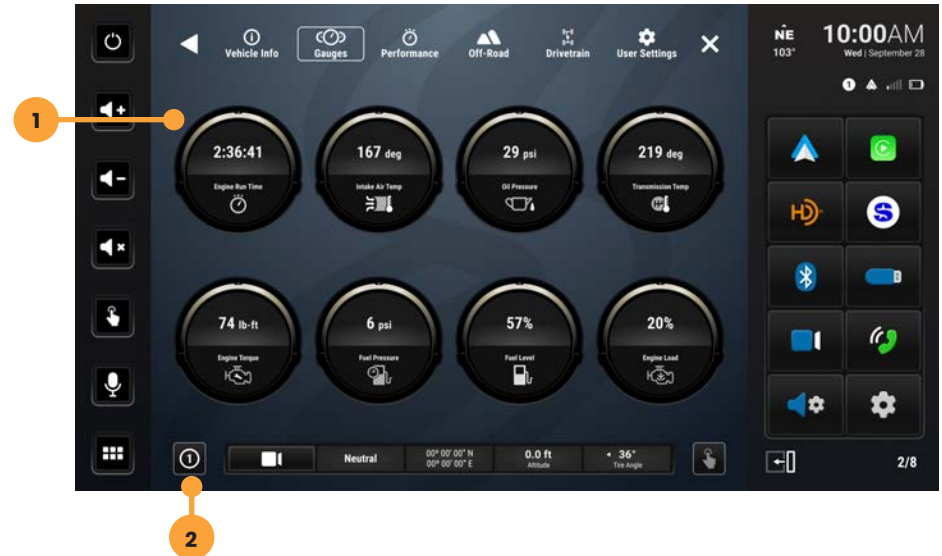 Vehicle Info
Gauges
Performance
Off-Road
Drivetrain
User Settings
NE
103°
10:00AM
Wed | September 28
1
1
2:36:41
Engine Run Time
167 deg
Intake Air Temp
29 psi
Oil Pressure
219 deg
Transmission Temp
HD
S
74 lb-ft
Engine Torque
6 psi
Fuel Pressure
57%
Fuel Level
20%
Engine Load
1
Neutral
00° 00' 00" N
00° 00' 00" E
0.0 ft
Altitude
36°
Tire Angle
2/8
2